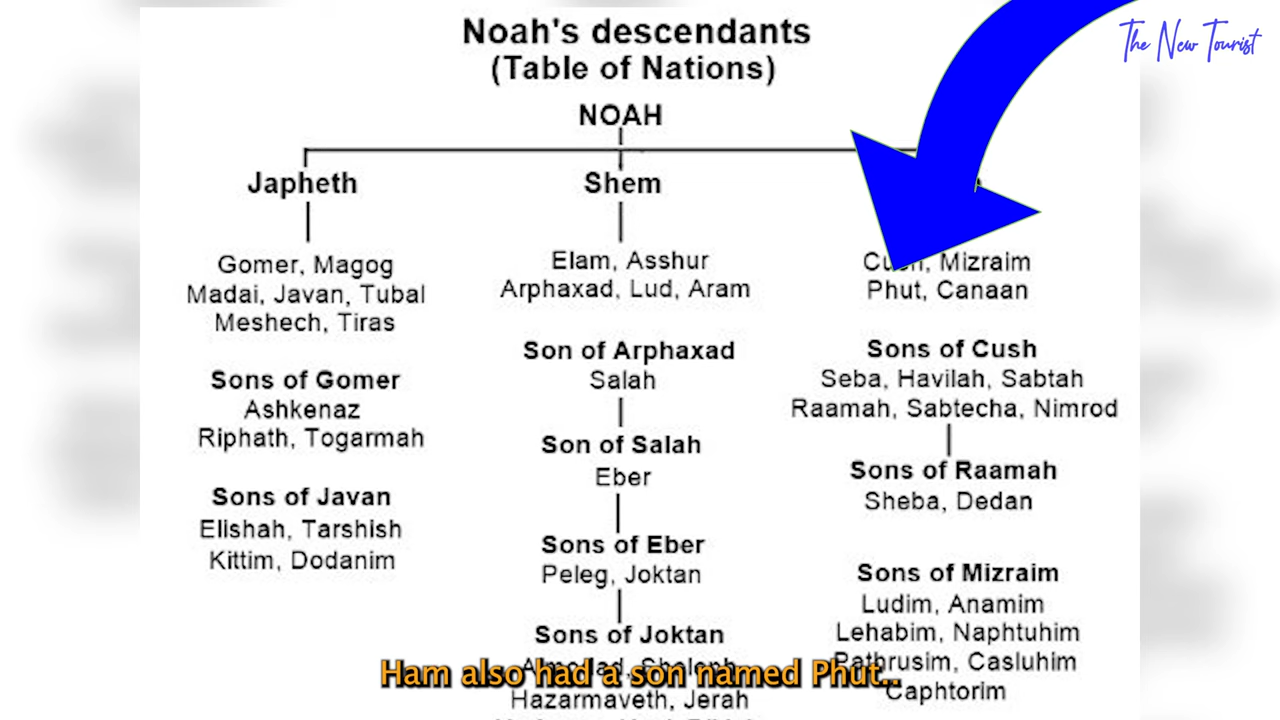 Noah's descendants
(Table of Nations)
The New Tourist
NOAH
Japheth
Gomer, Magog
Madai, Javan, Tubal
Meshech, Tiras
Sons of Gomer
Ashkenaz
Riphath, Togarmah
Sons of Javan
Elishah, Tarshish
Kittim, Dodanim
Shem
Elam, Asshur
Arphaxad, Lud, Aram
Son of Arphaxad
Salah
Son of Salah
Eber
Sons of Eber
Peleg, Joktan
Sons of Joktan
Hazarmaveth, Jerah
Cush, Mizraim
Phut, Canaan
Sons of Cush
Seba, Havilah, Sabtah
Raamah, Sabtecha, Nimrod
Sons of Raamah
Sheba, Dedan
Sons of Mizraim
Ludim, Anamim
Lehabim, Naphtuhim
Pathrusim, Casluhim
Caphtorim
Ham also had a son named Phut..